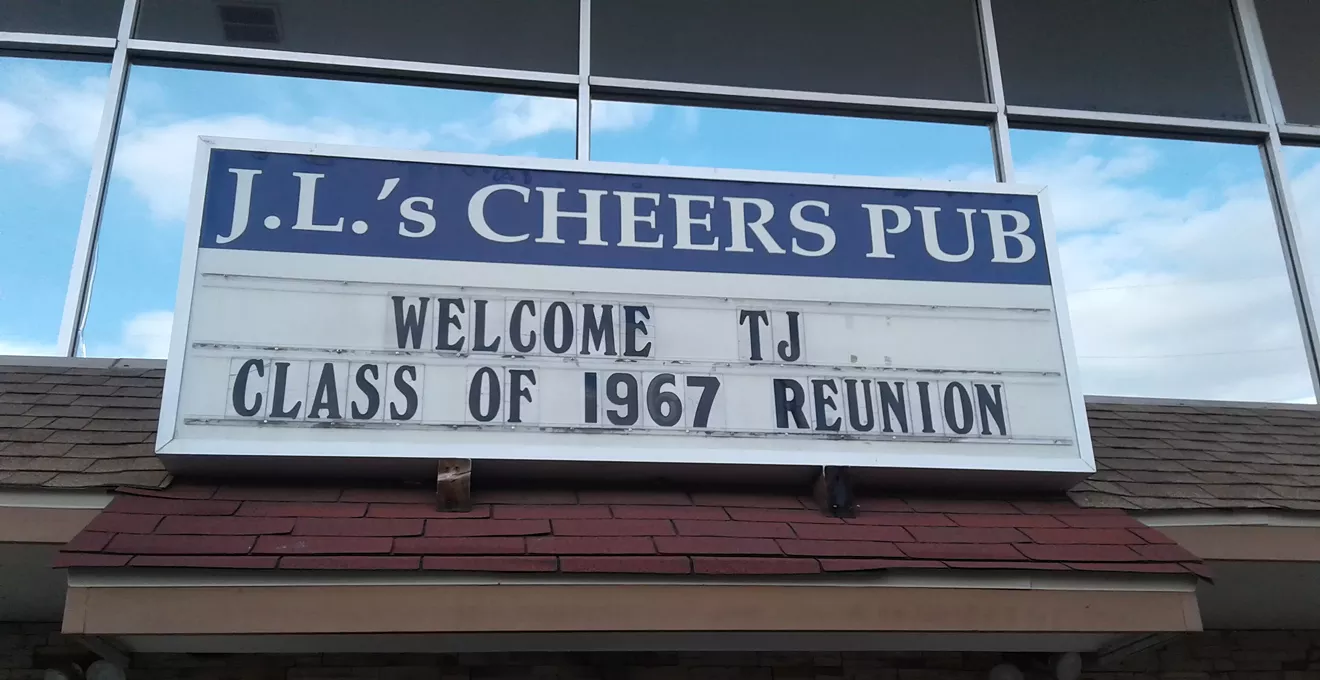 J.L.'s CHEERS PUB
WELCOME TJ
CLASS OF 1967 REUNION